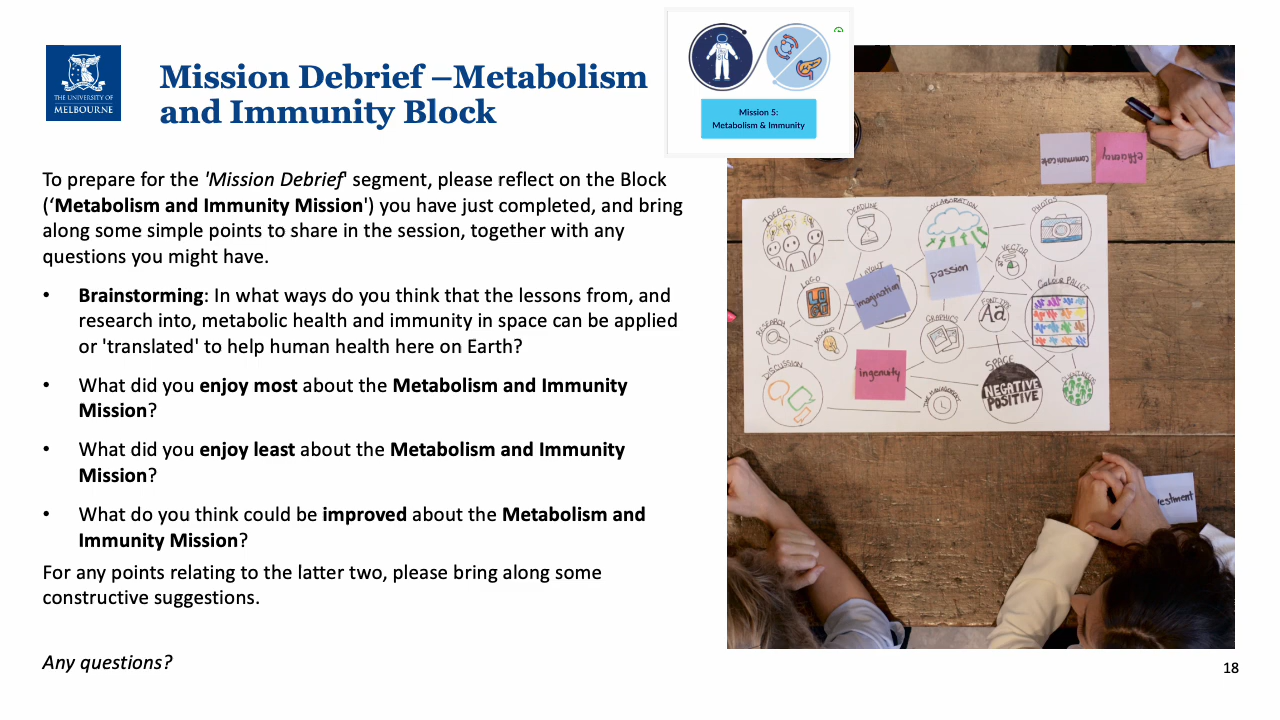 THE UNIVERSITY OF
MELBOURNE
Mission Debrief –Metabolism
and Immunity Block
Mission 5:
Metabolism & Immunity
To prepare for the 'Mission Debrief' segment, please reflect on the Block
(‘Metabolism and Immunity Mission') you have just completed, and bring
along some simple points to share in the session, together with any
questions you might have.
• Brainstorming: In what ways do you think that the lessons from, and
research into, metabolic health and immunity in space can be applied
or 'translated' to help human health here on Earth?
• What did you enjoy most about the Metabolism and Immunity
Mission?
• What did you enjoy least about the Metabolism and Immunity
Mission?
• What do you think could be improved about the Metabolism and
Immunity Mission?
For any points relating to the latter two, please bring along some
constructive suggestions.
Any questions?
communicate
efficiency
IDEAS
DEADLINE
COLLABORATION
PHOTOS
VECTOR
LAYOUT
passion
LOGO
imagination
COLOUR PALLET
FONT TYPE
Aa
GRAPHICS
RESEARCH
ingenuity
DISCUSSION
SPACE
NEGATIVE
POSITIVE
TIME MANAGEMENT
vestment
18